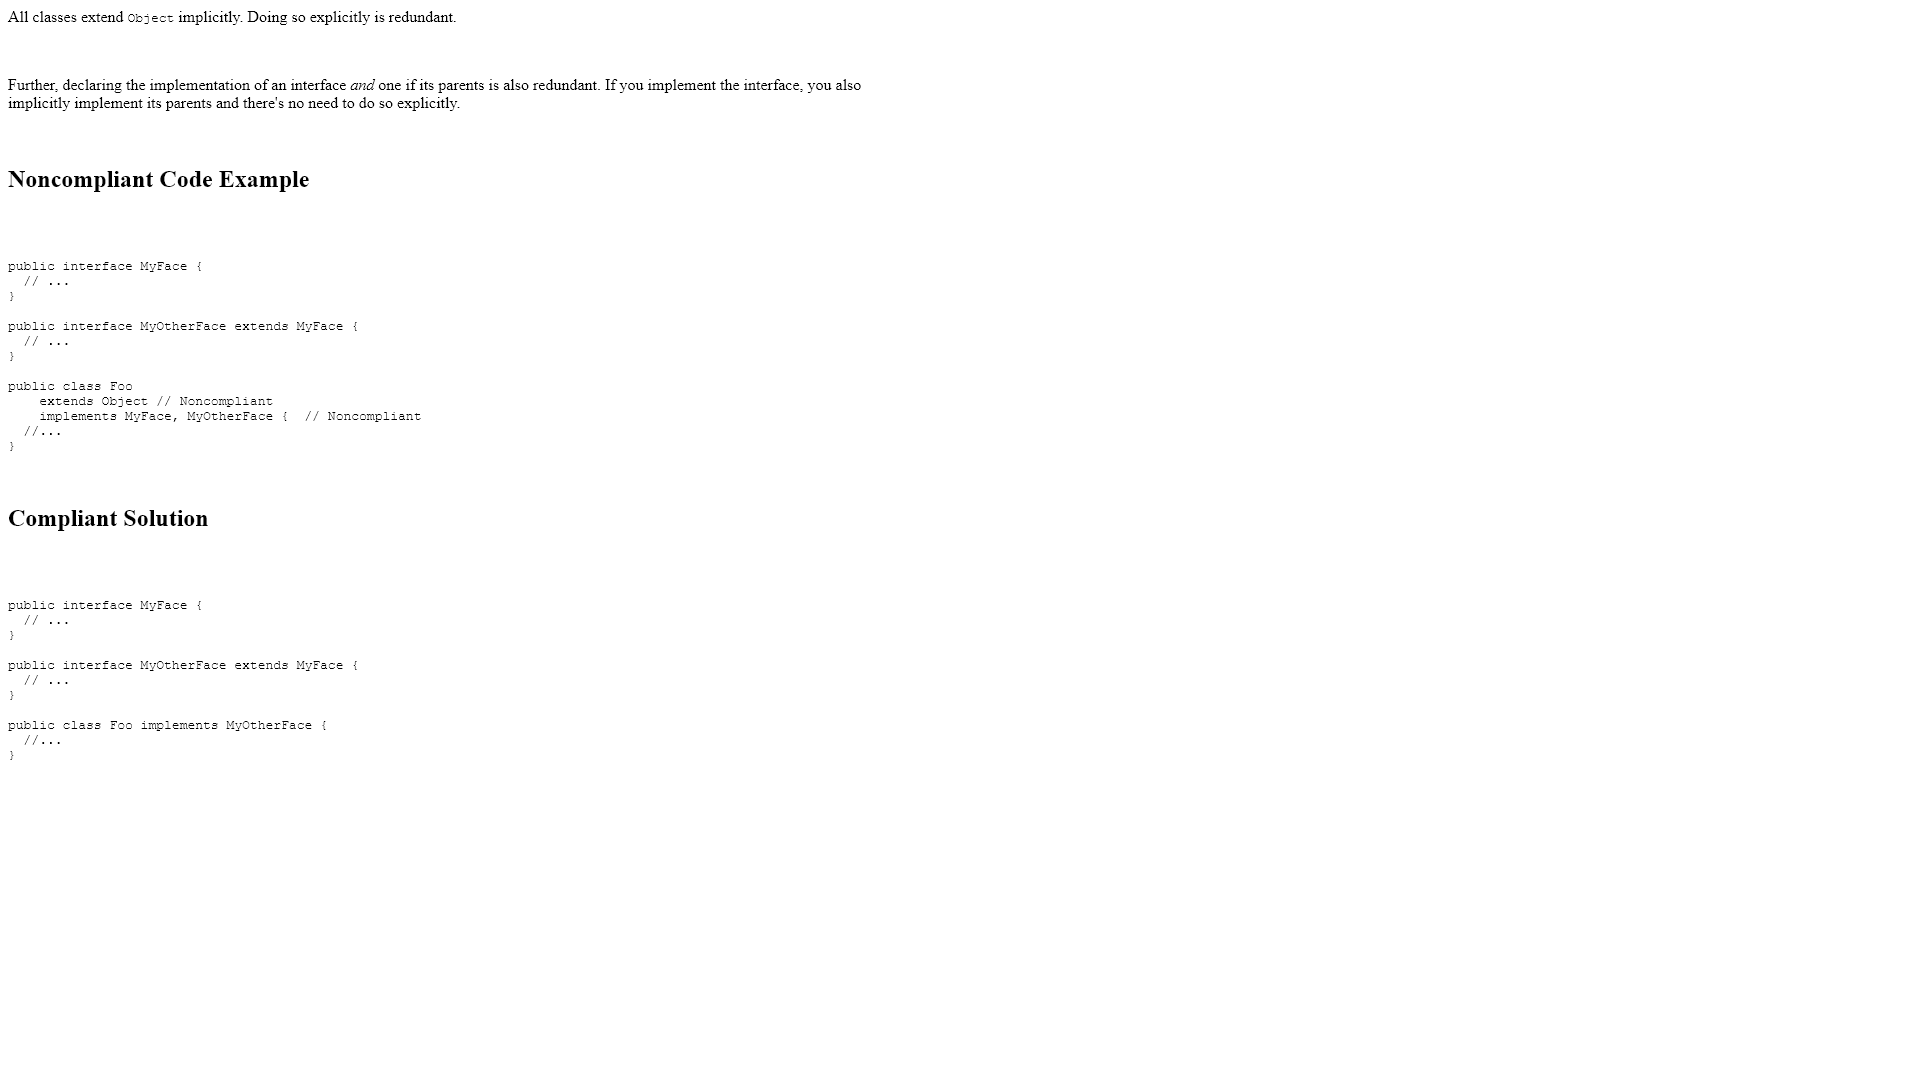 All classes extend Object implicitly. Doing so explicitly is redundant.
Further, declaring the implementation of an interface and one if its parents is also redundant. If you implement the interface, you also
implicitly implement its parents and there's no need to do so explicitly.
Noncompliant Code Example
public interface MyFace {
  // ...
}
public interface MyOtherFace extends MyFace {
  // ...
}
public class Foo
    extends Object // Noncompliant
    implements MyFace, MyOtherFace {  // Noncompliant
  //...
}
Compliant Solution
public interface MyFace {
  // ...
}
public interface MyOtherFace extends MyFace {
  // ...
}
public class Foo implements MyOtherFace {
  //...
}